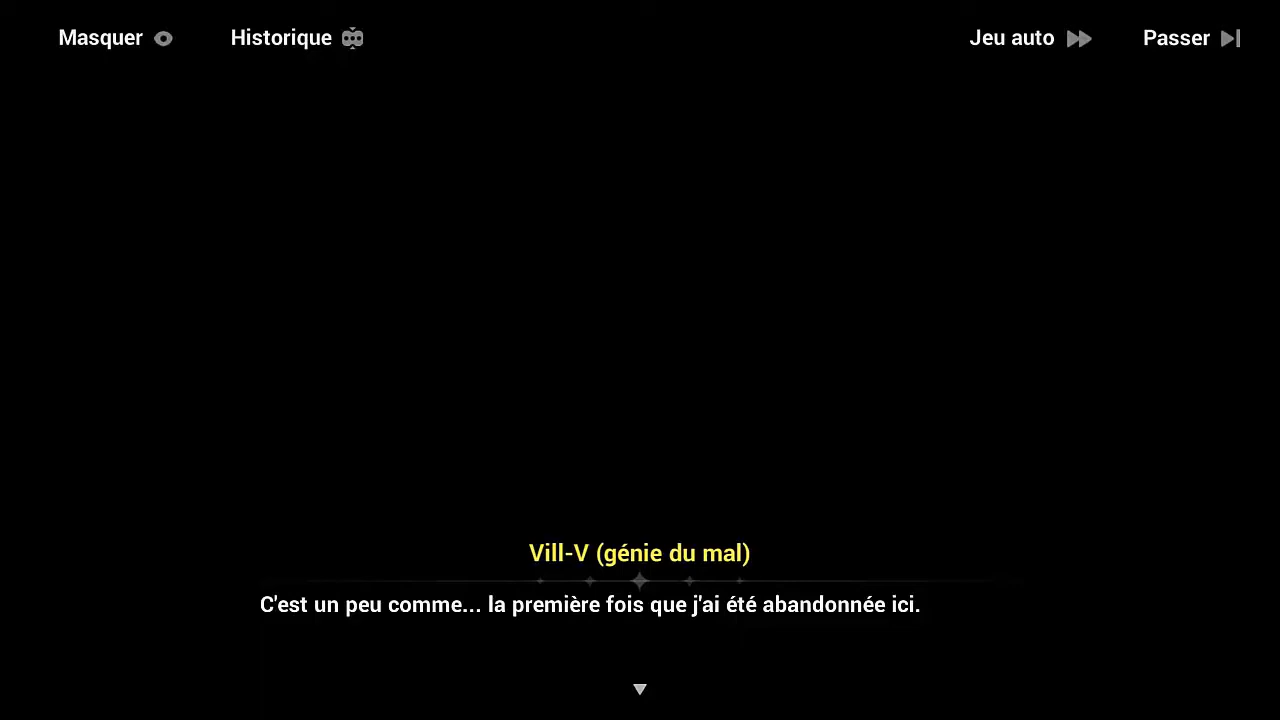 Masquer
Historique
Jeu auto
Passer
Vill-V (génie du mal)
C'est un peu comme... la première fois que j'ai été abandonnée ici.